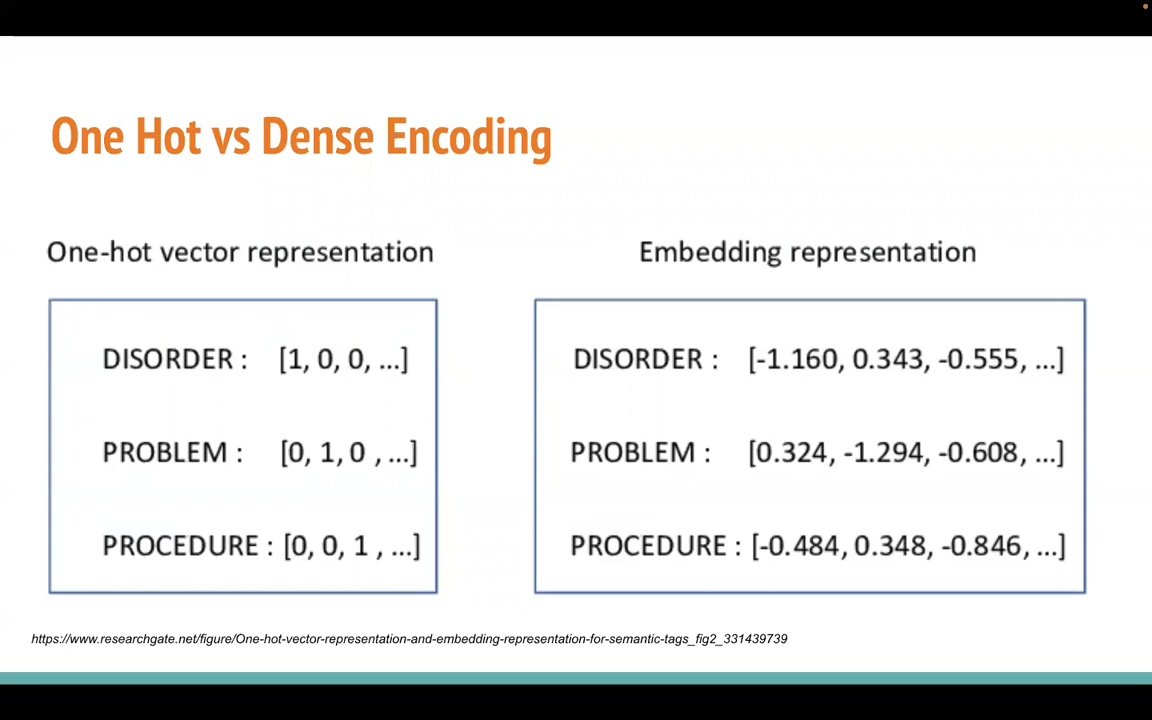 One Hot vs Dense Encoding
One-hot vector representation
DISORDER : [1, 0, 0, ...]
PROBLEM : [0, 1, 0 , ...]
PROCEDURE : [0, 0, 1 , ...]
Embedding representation
DISORDER : [-1.160, 0.343, -0.555, ...]
PROBLEM : [0.324, -1.294, -0.608, ...]
PROCEDURE : [-0.484, 0.348, -0.846, ...]
https://www.researchgate.net/figure/One-hot-vector-representation-and-embedding-representation-for-semantic-tags_fig2_331439739